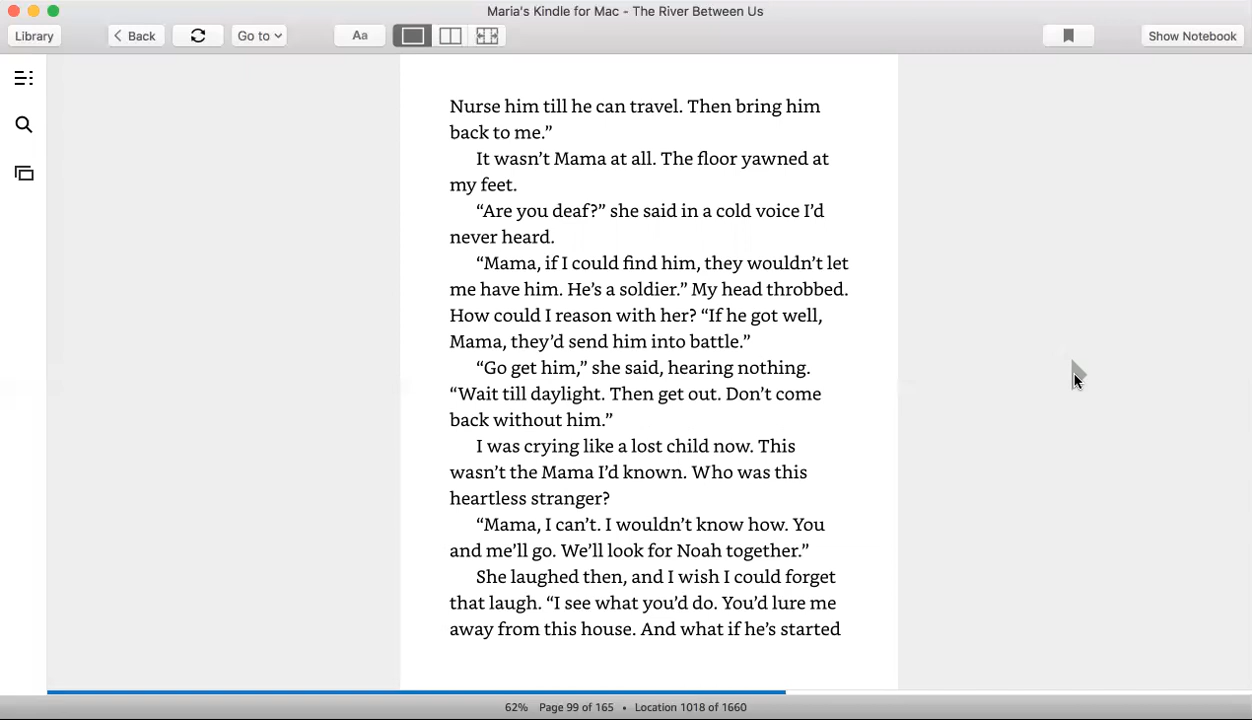 Maria's Kindle for Mac - The River Between Us
Library
Back
Go to
Aa
Show Notebook
Nurse him till he can travel. Then bring him
back to me.”
It wasn’t Mama at all. The floor yawned at
my feet.
“Are you deaf?” she said in a cold voice I’d
never heard.
“Mama, if I could find him, they wouldn’t let
me have him. He’s a soldier.” My head throbbed.
How could I reason with her? “If he got well,
Mama, they’d send him into battle.”
“Go get him,” she said, hearing nothing.
“Wait till daylight. Then get out. Don’t come
back without him.”
I was crying like a lost child now. This
wasn’t the Mama I’d known. Who was this
heartless stranger?
“Mama, I can’t. I wouldn’t know how. You
and me’ll go. We’ll look for Noah together.”
She laughed then, and I wish I could forget
that laugh. “I see what you’d do. You’d lure me
away from this house. And what if he’s started
62% Page 99 of 165 • Location 1018 of 1660